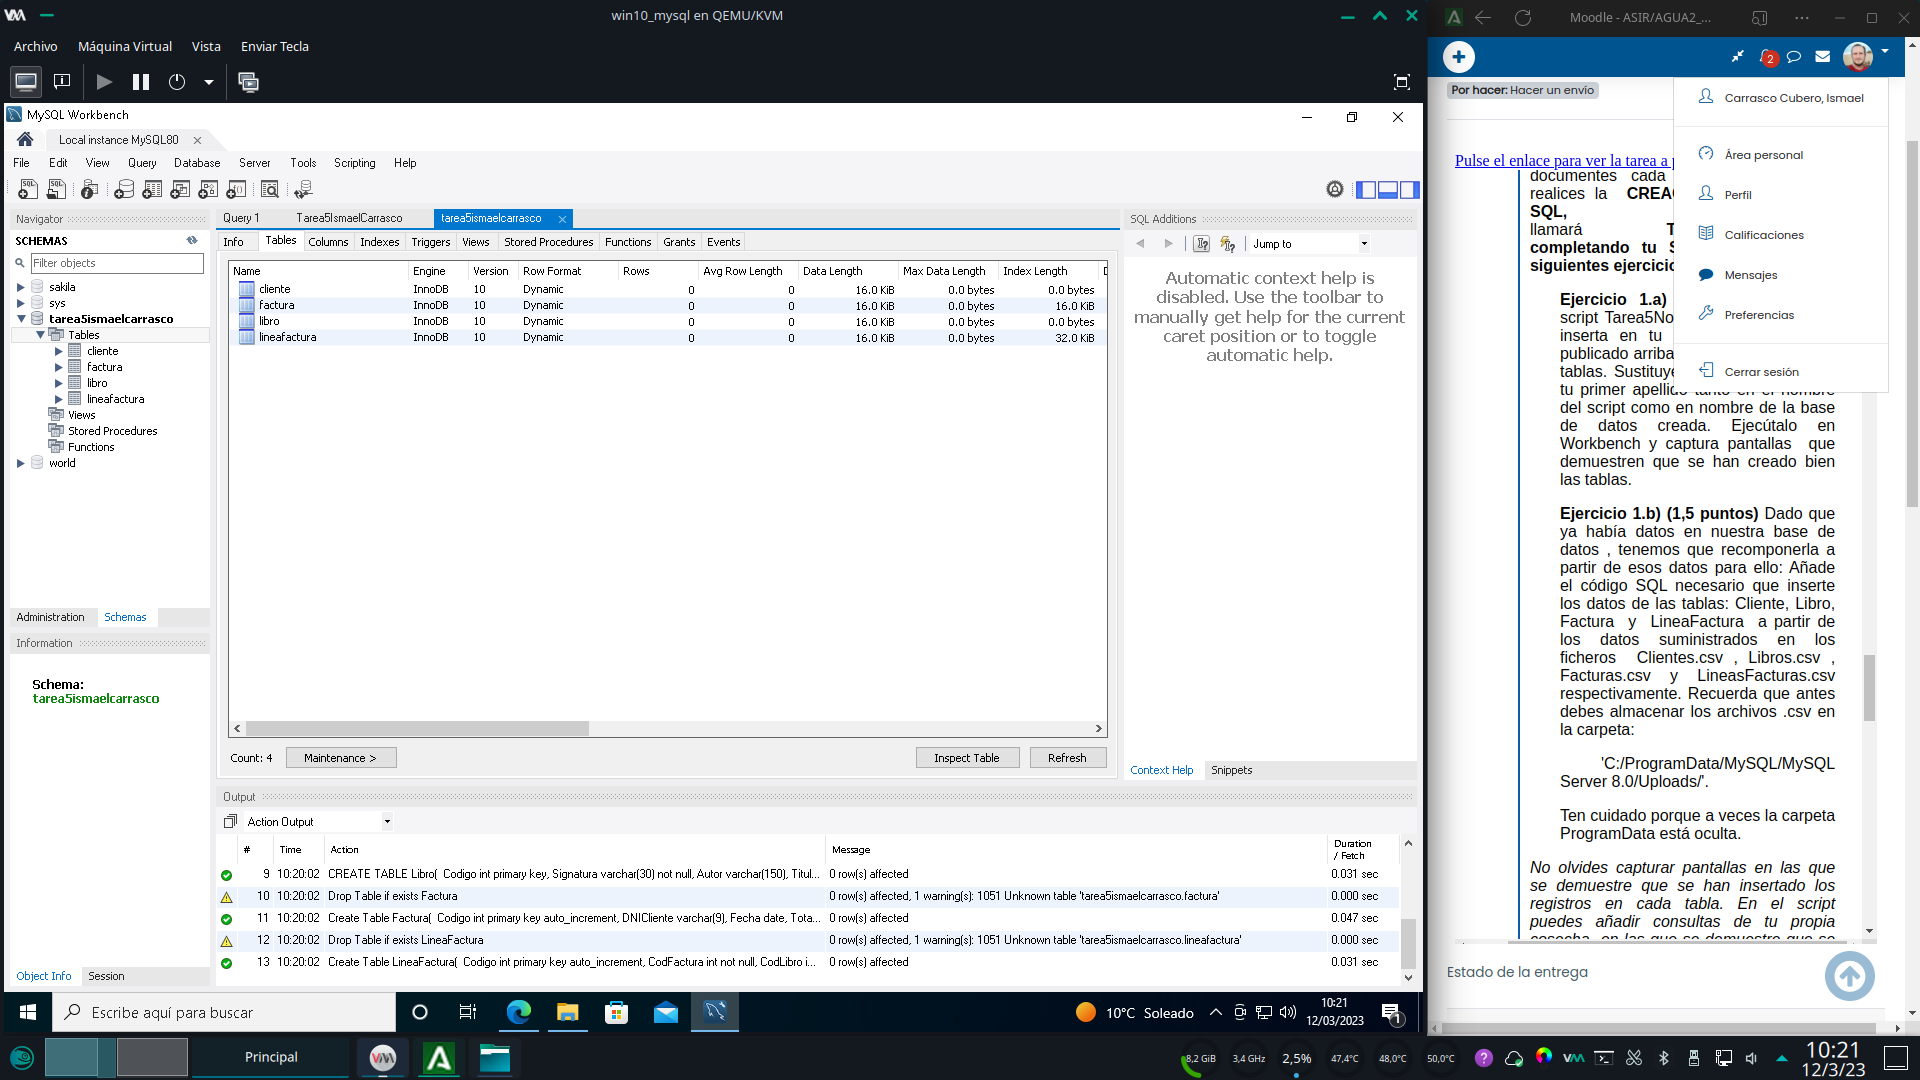 win10_mysql en QEMU/KVM
Archivo Máquina Virtual Vista Enviar Tecla
MySQL Workbench
Local instance MySQL80
File Edit View Query Database Server Tools Scripting Help
Navigator
SCHEMAS
Filter objects
sakila
sys
tarea5ismaelcarrasco
Tables
cliente
factura
libro
lineafactura
Views
Stored Procedures
Functions
world
Administration Schemas
Information
Schema:
tarea5ismaelcarrasco
Object Info Session
Query 1 Tarea5IsmaelCarrasco tarea5ismaelcarrasco
Info Tables Columns Indexes Triggers Views Stored Procedures Functions Grants Events
Name Engine Version Row Format Rows Avg Row Length Data Length Max Data Length Index Length D
cliente InnoDB 10 Dynamic 0 0 16.0 KiB 0.0 bytes 0.0 bytes
factura InnoDB 10 Dynamic 0 0 16.0 KiB 0.0 bytes 16.0 KiB
libro InnoDB 10 Dynamic 0 0 16.0 KiB 0.0 bytes 0.0 bytes
lineafactura InnoDB 10 Dynamic 0 0 16.0 KiB 0.0 bytes 32.0 KiB
Count: 4 Maintenance > Inspect Table Refresh
SQL Additions
Jump to
Automatic context help is
disabled. Use the toolbar to
manually get help for the current
caret position or to toggle
automatic help.
Context Help Snippets
Output
Action Output
# Time Action Message Duration / Fetch
9 10:20:02 CREATE TABLE Libro( Codigo int primary key, Signatura varchar(30) not null, Autor varchar(150), Titul... 0 row(s) affected 0.031 sec
10 10:20:02 Drop Table if exists Factura 0 row(s) affected, 1 warning(s): 1051 Unknown table 'tarea5ismaelcarrasco.factura' 0.000 sec
11 10:20:02 Create Table Factura( Codigo int primary key auto_increment, DNICliente varchar(9), Fecha date, Tota... 0 row(s) affected 0.047 sec
12 10:20:02 Drop Table if exists LineaFactura 0 row(s) affected, 1 warning(s): 1051 Unknown table 'tarea5ismaelcarrasco.lineafactura' 0.000 sec
13 10:20:02 Create Table LineaFactura( Codigo int primary key auto_increment, CodFactura int not null, CodLibro i... 0 row(s) affected 0.031 sec
Escribe aquí para buscar
10°C Soleado
10:21
12/03/2023
1
Moodle - ASIR/AGUA2_...
2
Por hacer: Hacer un envío
Carrasco Cubero, Ismael
Área personal
Perfil
Calificaciones
Mensajes
Preferencias
Cerrar sesión
Pulse el enlace para ver la tarea a p
documentes cada
realices la CREAC
SQL,
llamará T
completando tu S
siguientes ejercicio
Ejercicio 1.a)
script Tarea5No
inserta en tu
publicado arriba
tablas. Sustituye
tu primer apellido tanto en el nombre
del script como en nombre de la base
de datos creada. Ejecútalo en
Workbench y captura pantallas que
demuestren que se han creado bien
las tablas.
Ejercicio 1.b) (1,5 puntos) Dado que
ya había datos en nuestra base de
datos , tenemos que recomponerla a
partir de esos datos para ello: Añade
el código SQL necesario que inserte
los datos de las tablas: Cliente, Libro,
Factura y LineaFactura a partir de
los datos suministrados en los
ficheros Clientes.csv , Libros.csv ,
Facturas.csv y LineasFacturas.csv
respectivamente. Recuerda que antes
debes almacenar los archivos .csv en
la carpeta:
'C:/ProgramData/MySQL/MySQL
Server 8.0/Uploads/'.
Ten cuidado porque a veces la carpeta
ProgramData está oculta.
No olvides capturar pantallas en las que
se demuestre que se han insertado los
registros en cada tabla. En el script
puedes añadir consultas de tu propia
cosecha, en las que se demuestre que se
Estado de la entrega
Principal
8,2 GiB 3,4 GHz 2,5% 47,4°C 48,0°C 50,0°C
10:21
12/3/23